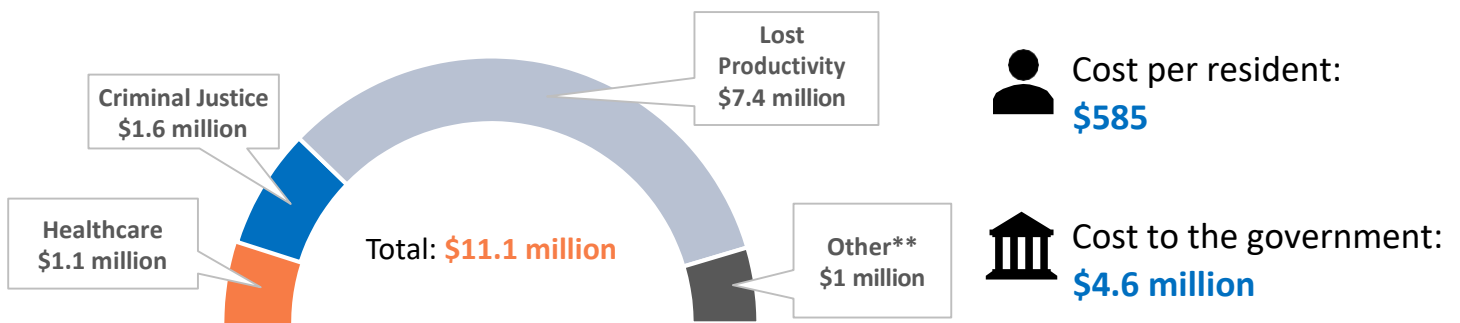 Lost
Productivity
$7.4 million
Criminal Justice
$1.6 million
Healthcare
$1.1 million
Total: $11.1 million
Other**
$1 million
Cost per resident:
$585
Cost to the government:
$4.6 million